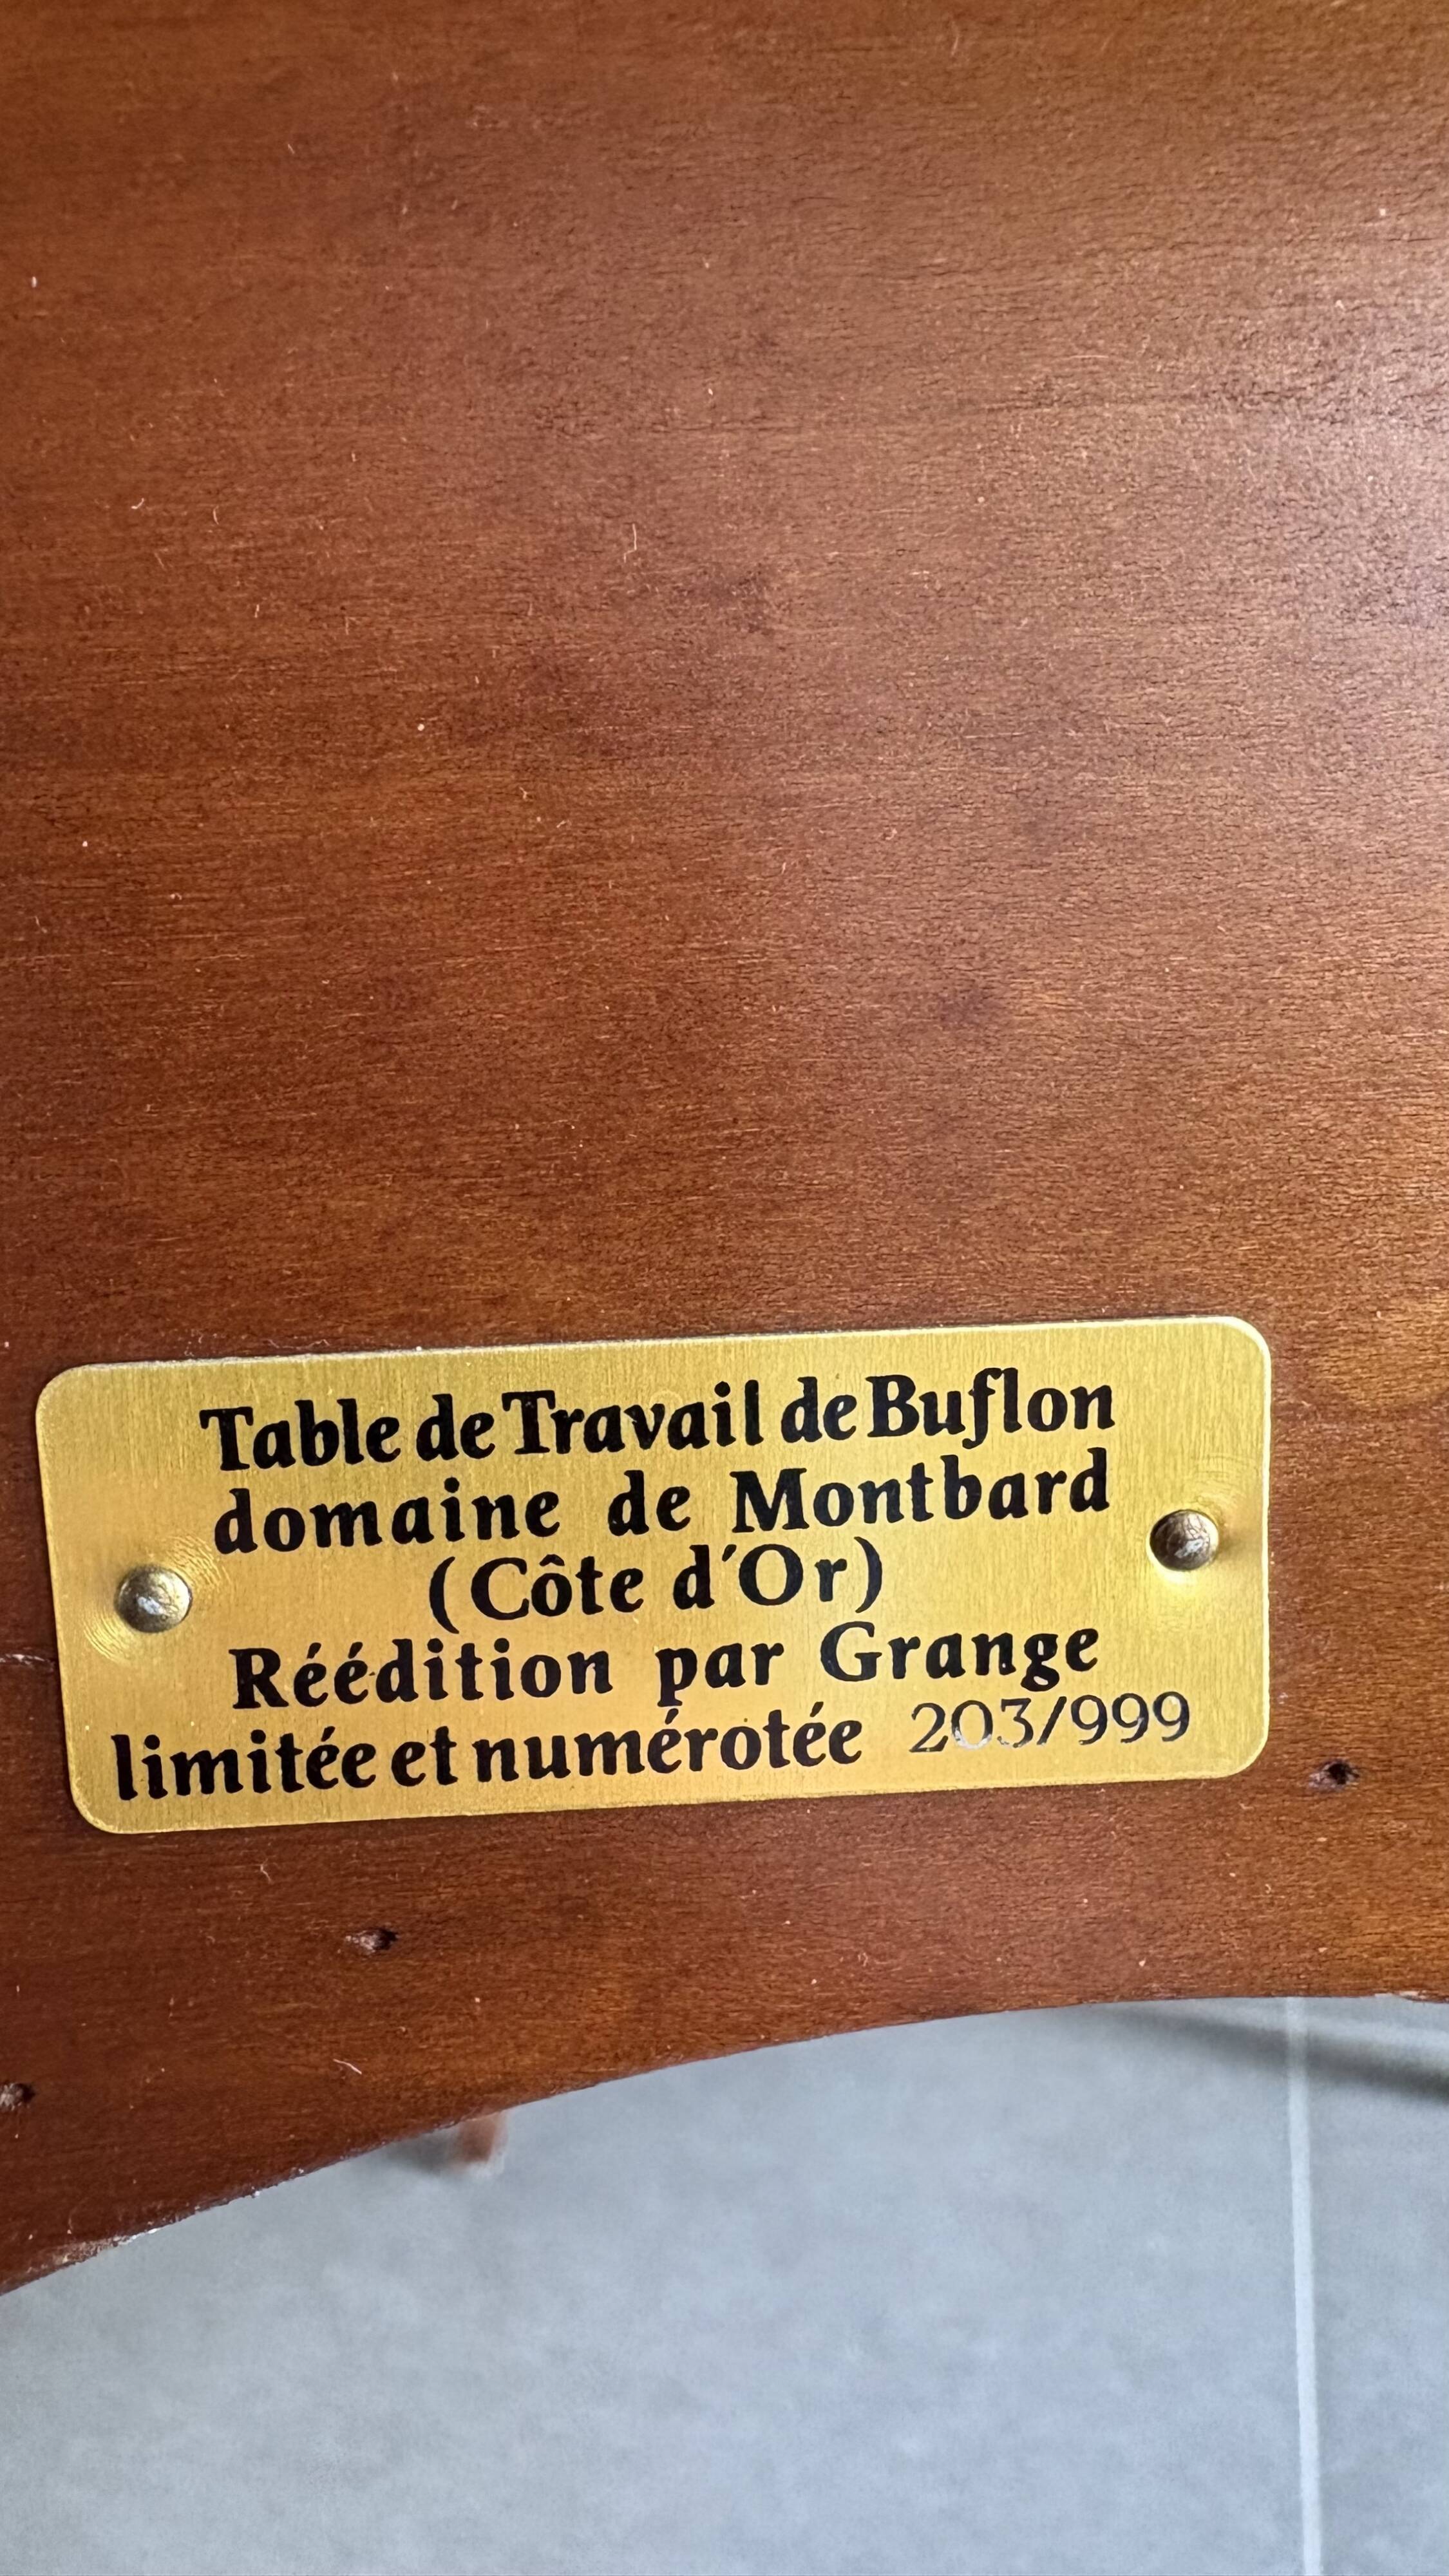 Table de Travail de Buflon
domaine de Montbard
(Côte d'Or)
Réédition par Grange
limitée et numérotée 203/999